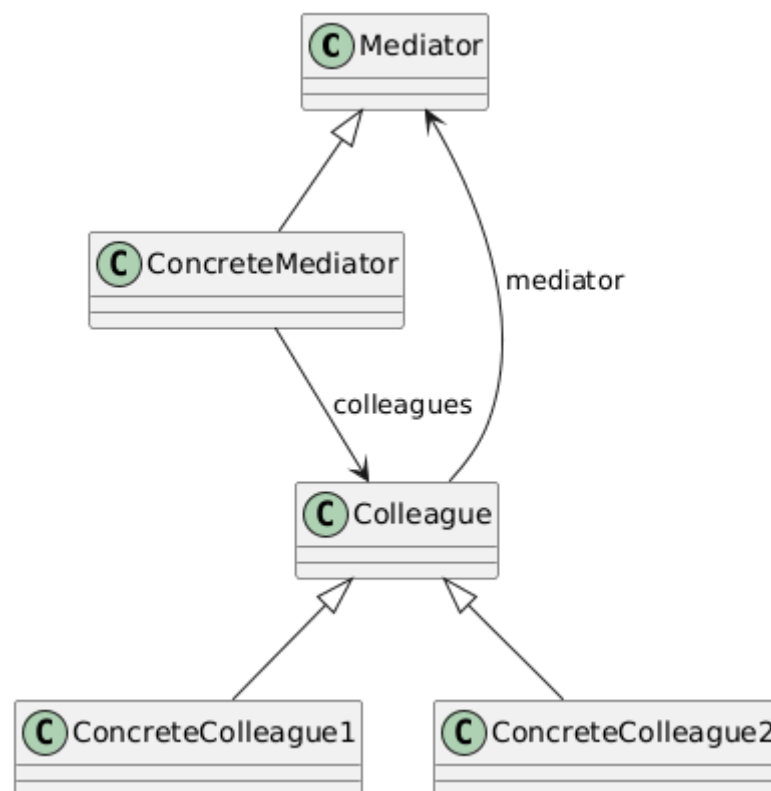 C Mediator
C ConcreteMediator
mediator
colleagues
C Colleague
C ConcreteColleague1
C ConcreteColleague2